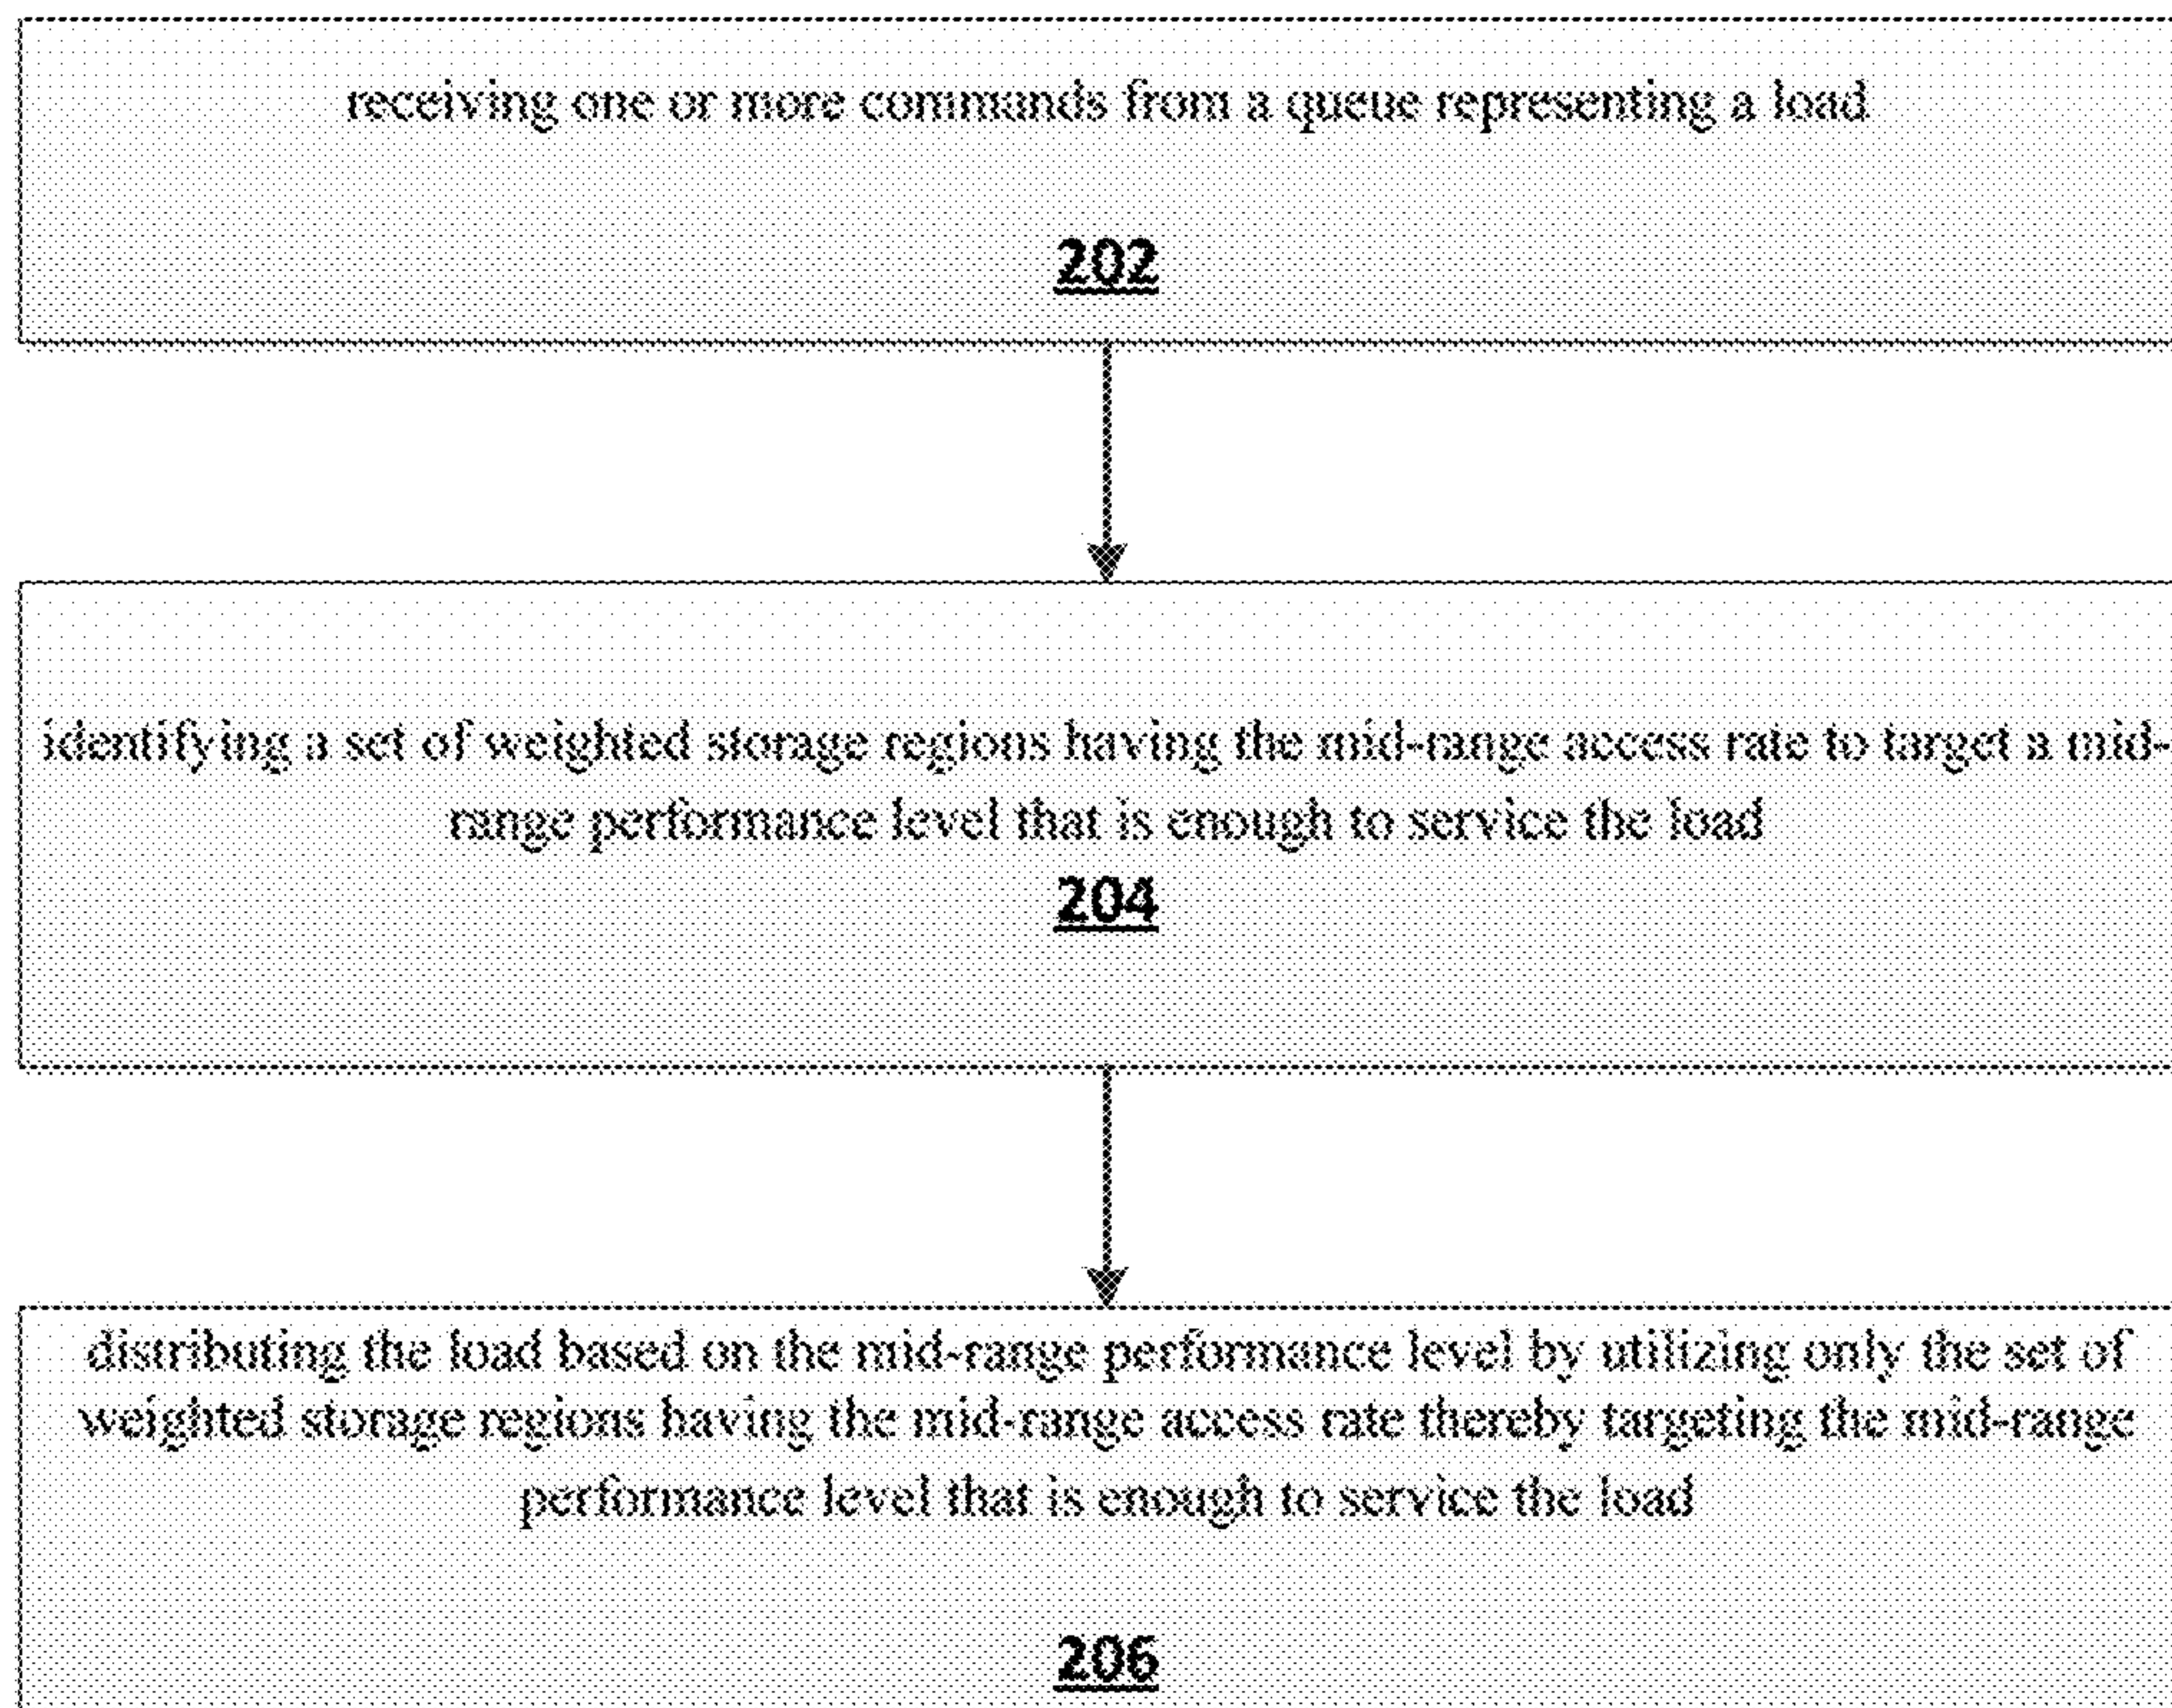 receiving one or more commands from a queue representing a load
202
identifying a set of weighted storage regions having the mid-range access rate to target a mid-
range performance level that is enough to service the load
204
distributing the load based on the mid-range performance level by utilizing only the set of
weighted storage regions having the mid-range access rate thereby targeting the mid-range
performance level that is enough to service the load
206